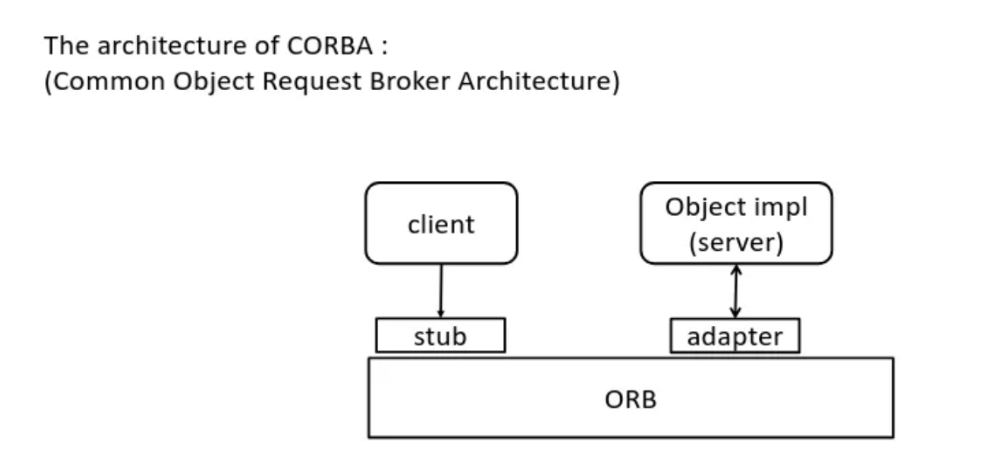 The architecture of CORBA :
(Common Object Request Broker Architecture)
client
Object impl
(server)
stub
adapter
ORB